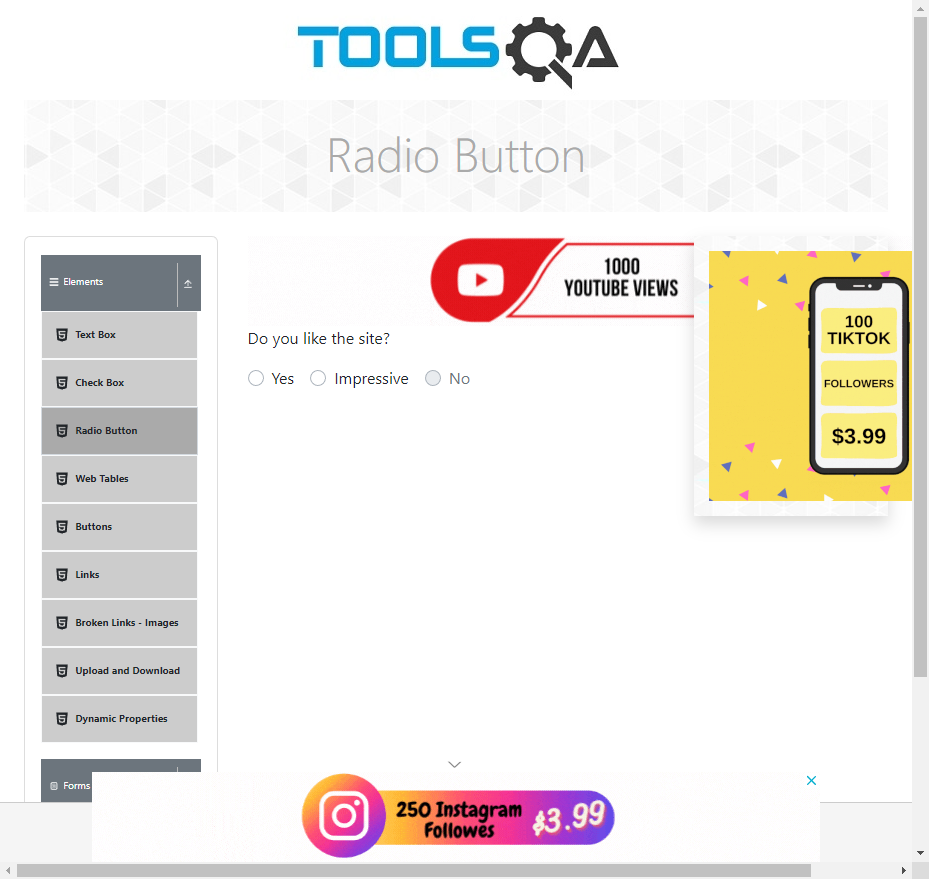 TOOLSQA
Radio Button
Elements
Text Box
Check Box
Radio Button
Web Tables
Buttons
Links
Broken Links - Images
Upload and Download
Dynamic Properties
Forms
1000
YOUTUBE VIEWS
Do you like the site?
Yes
Impressive
No
100
TIKTOK
FOLLOWERS
$3.99
250 Instagram
Followes
$3.99